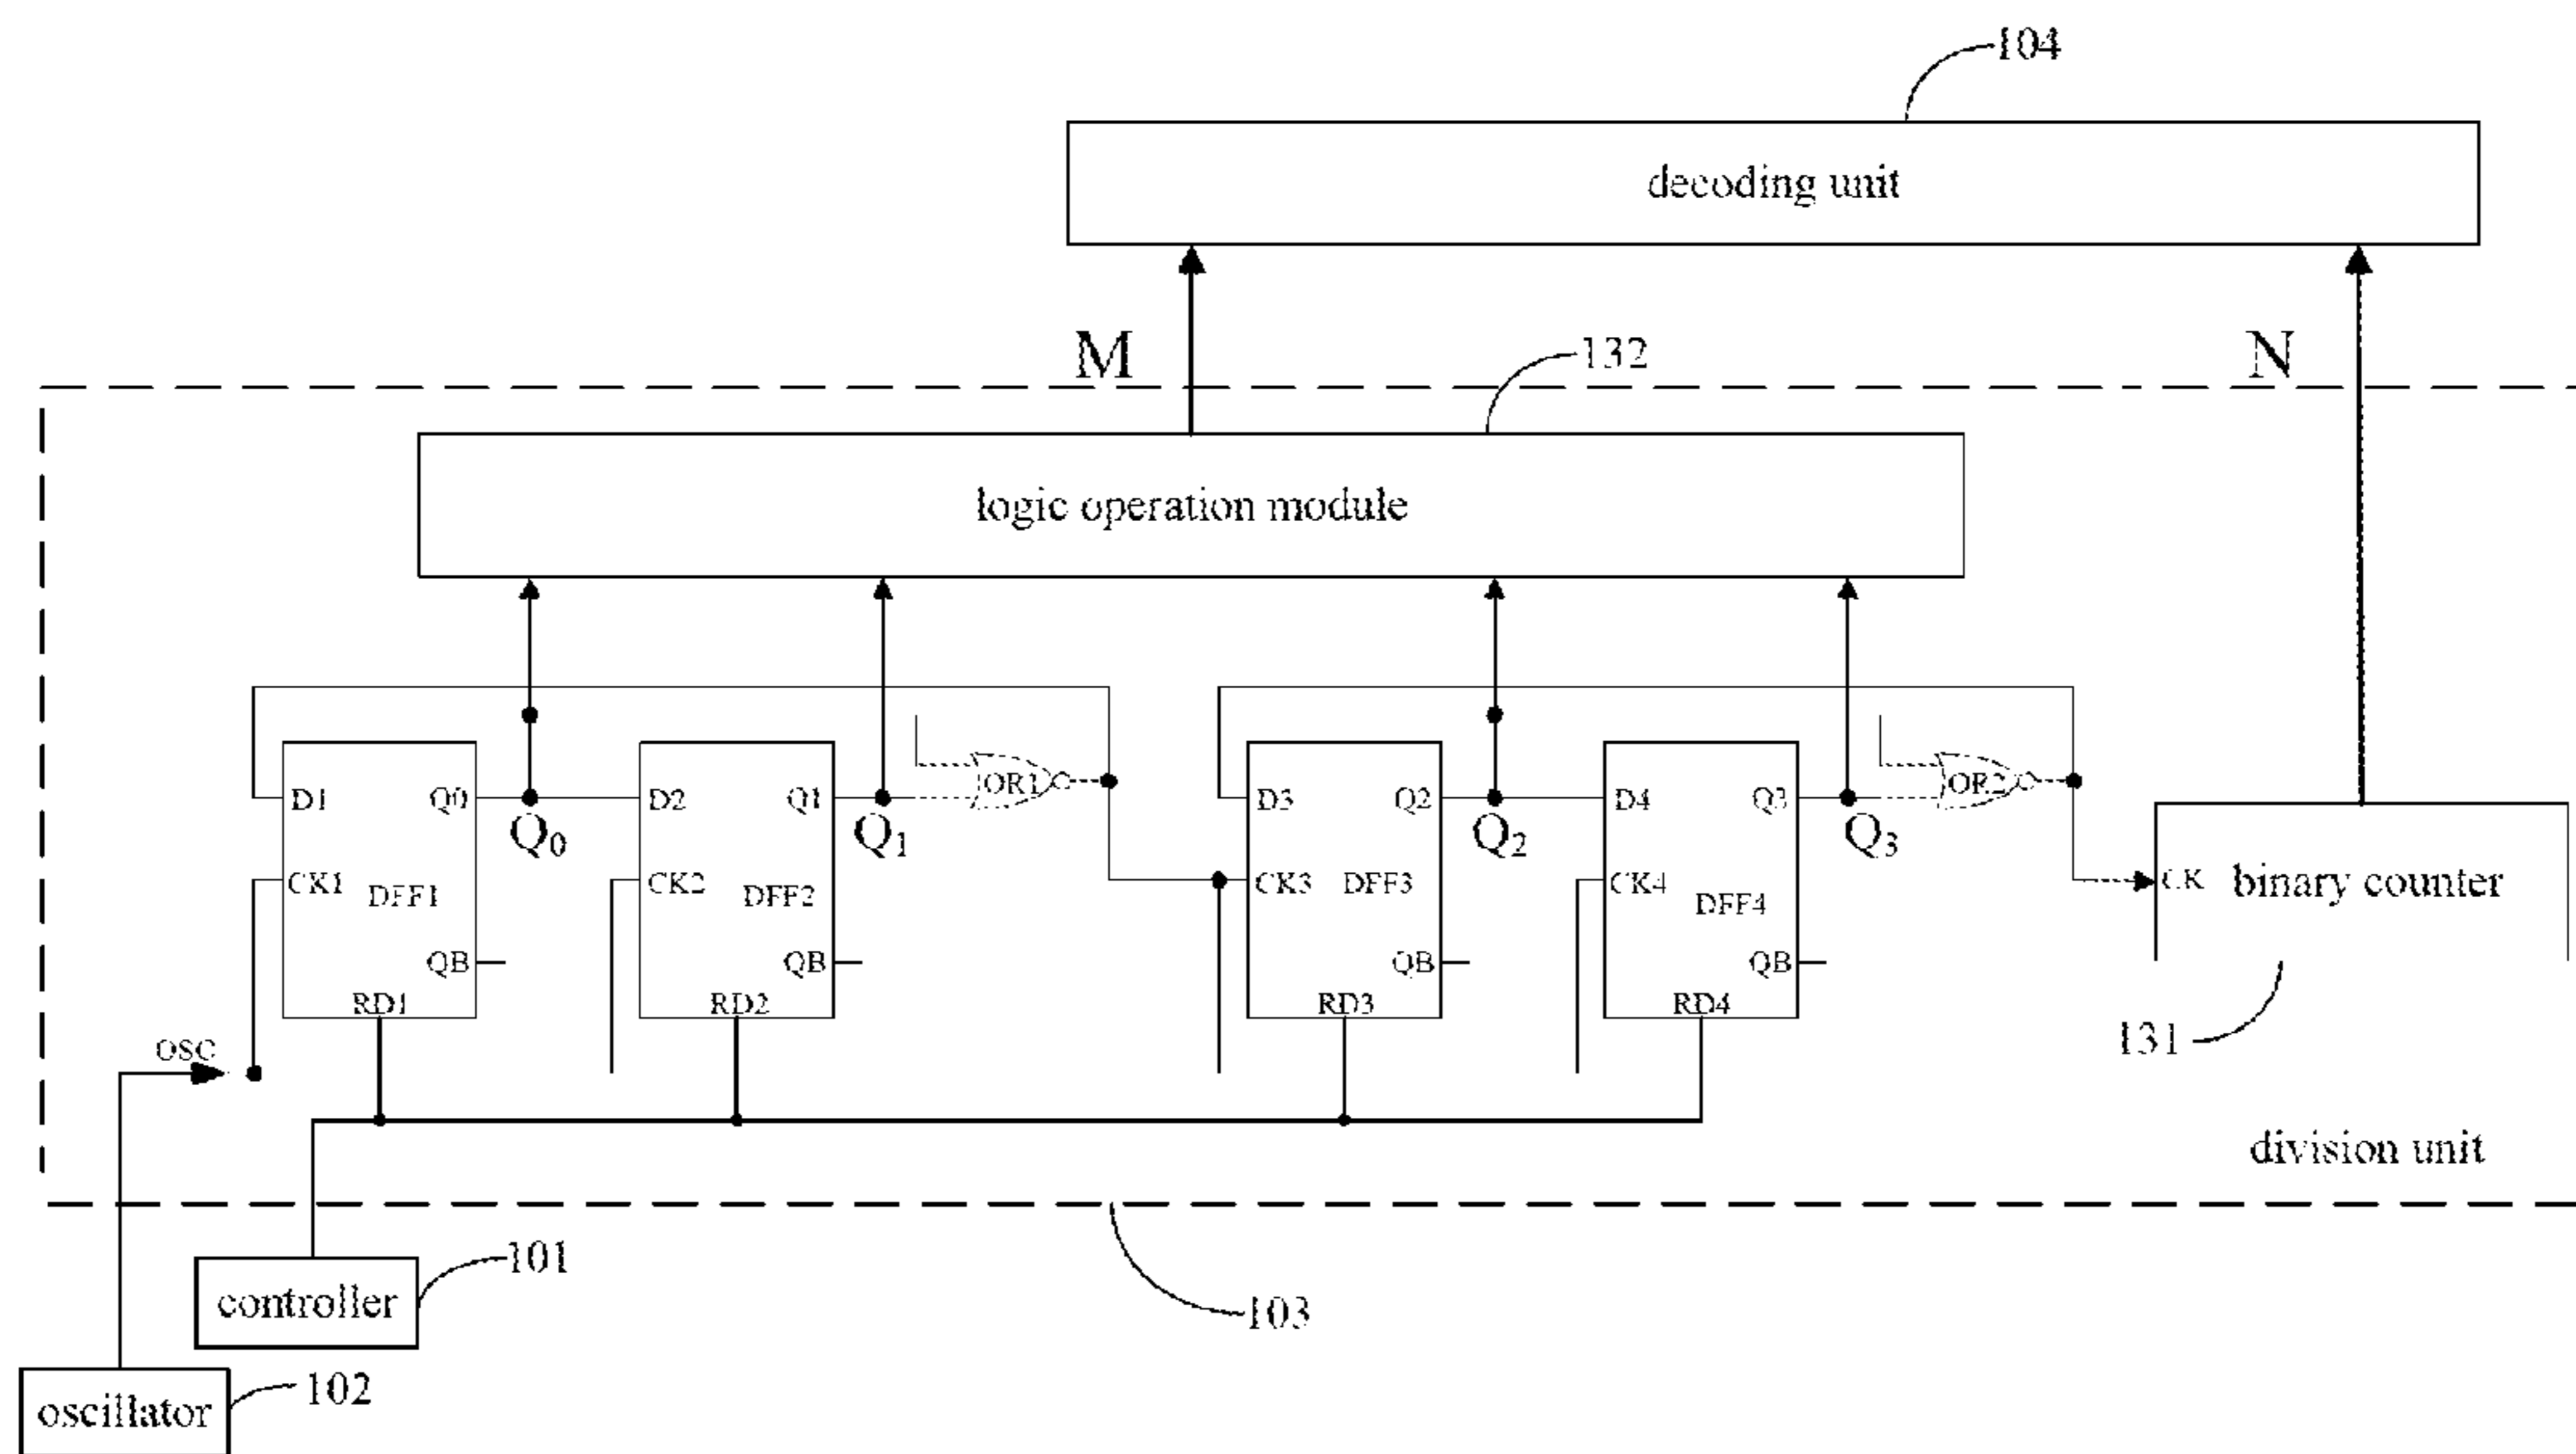 104
decoding unit
M
132
N
logic operation module
D1
Q0
D2
Q1
OR1
D3
Q2
D4
Q3
OR2
Q0
Q1
Q2
Q3
CK1
DFF1
CK2
DFF2
CK3
DFF3
CK4
DFF4
CK
binary counter
QB
QB
QB
QB
RD1
RD2
RD3
RD4
OSC
131
division unit
controller
101
103
oscillator
102